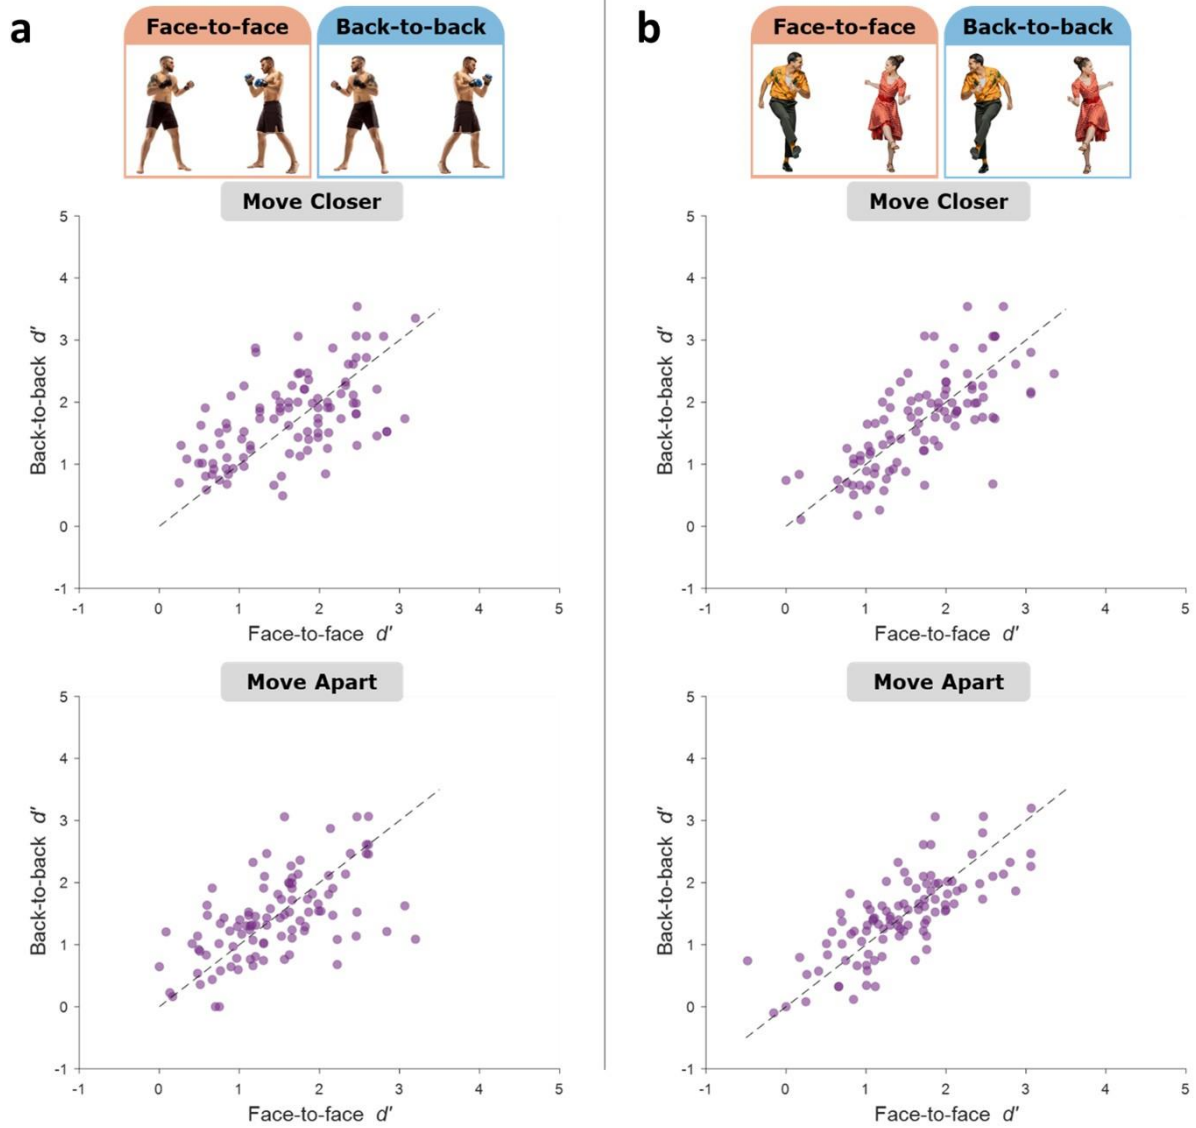 a
Face-to-face Back-to-back
Move Closer
5
4
3
2
1
0
-1
Back-to-back d′
-1 0 1 2 3 4 5
Face-to-face d′
Move Apart
5
4
3
2
1
0
-1
Back-to-back d′
-1 0 1 2 3 4 5
Face-to-face d′
b
Face-to-face Back-to-back
Move Closer
5
4
3
2
1
0
-1
Back-to-back d′
-1 0 1 2 3 4 5
Face-to-face d′
Move Apart
5
4
3
2
1
0
-1
Back-to-back d′
-1 0 1 2 3 4 5
Face-to-face d′